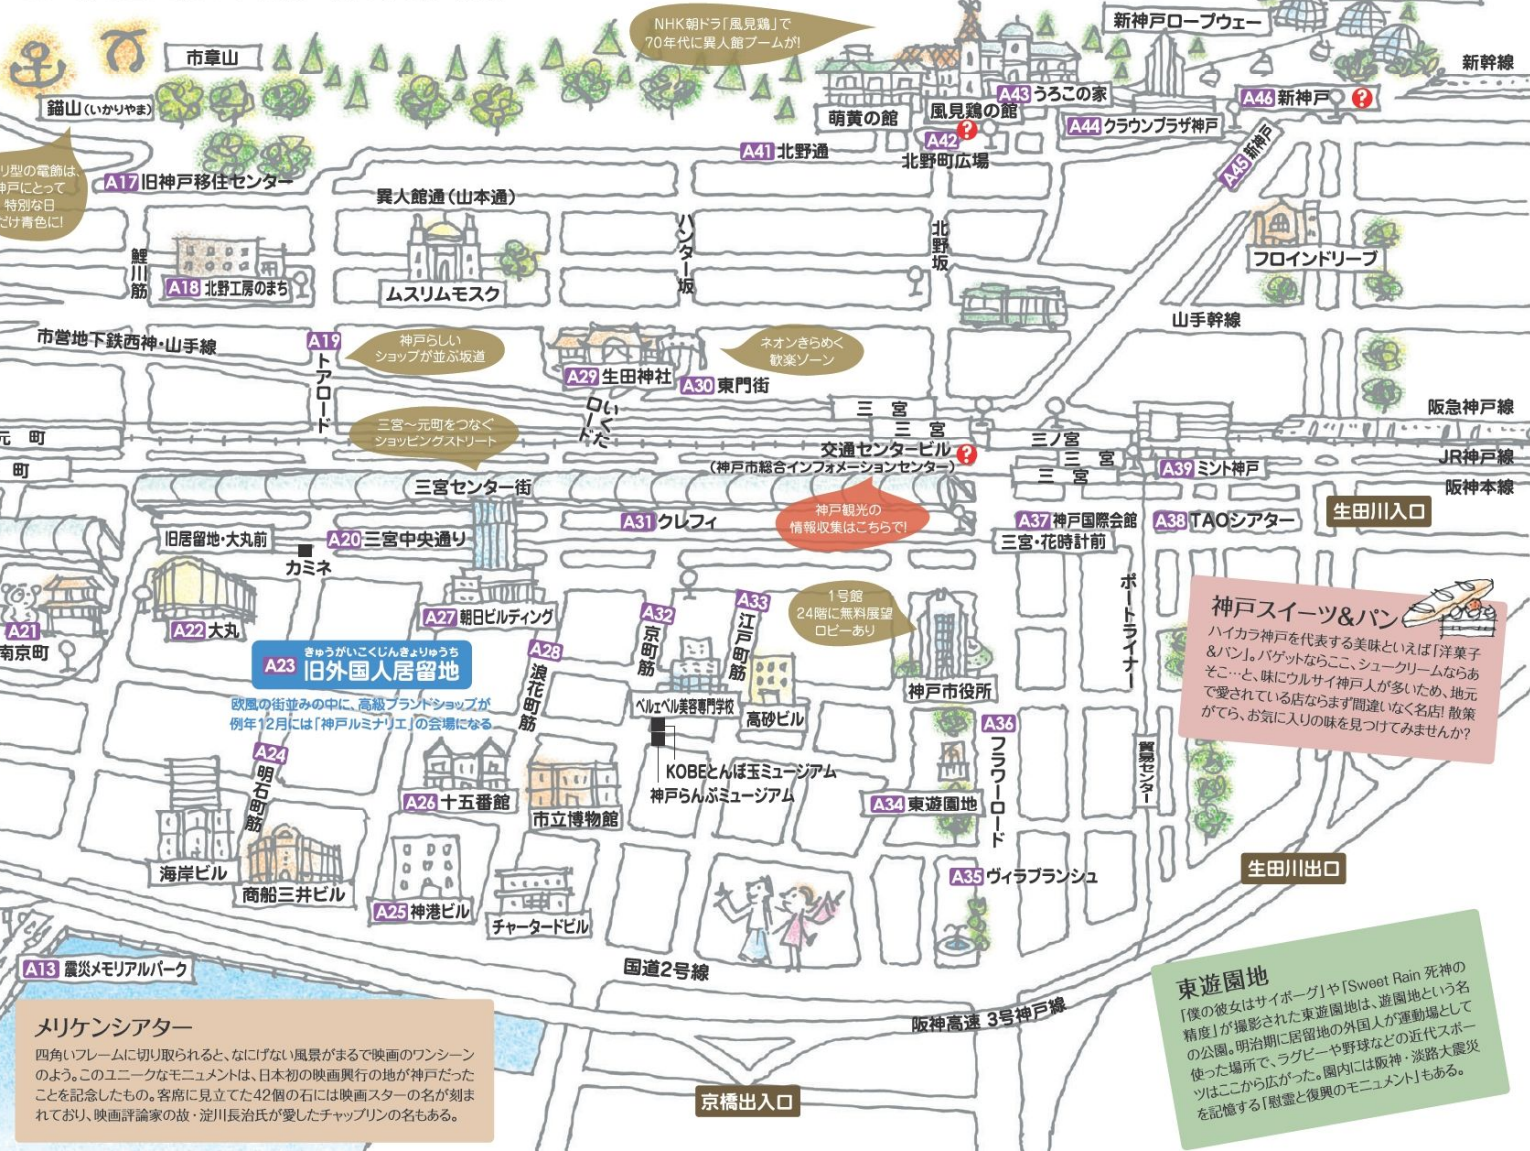 NHK朝ドラ「風見鶏」で
70年代に異人館ブームが!
新神戸ロープウェー
市章山
新幹線
錨山(いかりやま)
萌黄の館
風見鶏の館
A43 うろこの家
A46 新神戸
?
A44 クラウンプラザ神戸
?
A42
北野町広場
A41 北野通
A45 新神戸
リ型の電飾は、
神戸にとって
特別な日
だけ青色に!
A17 旧神戸移住センター
異人館通(山本通)
ハンター坂
北野坂
鯉川筋
A18 北野工房のまち
ムスリムモスク
フロインドリーブ
山手幹線
市営地下鉄西神・山手線
A19
トアロード
神戸らしい
ショップが並ぶ坂道
A29 生田神社
A30 東門街
ネオンきらめく
歓楽ゾーン
いくた
ロード
三宮
三宮
三ノ宮
三宮
三宮
阪急神戸線
JR神戸線
阪神本線
元町
町
三宮〜元町をつなぐ
ショッピングストリート
交通センタービル
?
(神戸市総合インフォメーションセンター)
A39 ミント神戸
三宮センター街
神戸観光の
情報収集はこちらで!
A31 クレフィ
A37 神戸国際会館
A38 TAOシアター
生田川入口
旧居留地・大丸前
A20 三宮中央通り
三宮・花時計前
カミネ
ポートライナー
A21
南京町
A22 大丸
A27 朝日ビルディング
A32
京町筋
A33
江戸町筋
1号館
24階に無料展望
ロビーあり
神戸スイーツ&パン
ハイカラ神戸を代表する美味といえば「洋菓子
&パン」。バゲットならここ、シュークリームならあ
そこ…と、味にウルサイ神戸人が多いため、地元
で愛されている店ならまず間違いなく名店! 散策
がてら、お気に入りの味を見つけてみませんか?
きゅうがいこくじんきょりゅうち
A23 旧外国人居留地
欧風の街並みの中に、高級ブランドショップが
例年12月には「神戸ルミナリエ」の会場になる
A28
浪花町筋
ベルェベル美容専門学校
高砂ビル
神戸市役所
A36
フラワーロード
貿易センター
A24
明石町筋
KOBEとんぼ玉ミュージアム
神戸らんぷミュージアム
A26 十五番館
市立博物館
A34 東遊園地
海岸ビル
商船三井ビル
A25 神港ビル
チャータードビル
A35 ヴィラブランシュ
生田川出口
A13 震災メモリアルパーク
国道2号線
阪神高速 3号神戸線
京橋出入口
メリケンシアター
四角いフレームに切り取られると、なにげない風景がまるで映画のワンシーン
のよう。このユニークなモニュメントは、日本初の映画興行の地が神戸だった
ことを記念したもの。客席に見立てた42個の石には映画スターの名が刻ま
れており、映画評論家の故・淀川長治氏が愛したチャップリンの名もある。
東遊園地
「僕の彼女はサイボーグ」や「Sweet Rain 死神の
精度」が撮影された東遊園地は、遊園地という名
の公園。明治期に居留地の外国人が運動場として
使った場所で、ラグビーや野球などの近代スポー
ツはここから広がった。園内には阪神・淡路大震災
を記憶する「慰霊と復興のモニュメント」もある。